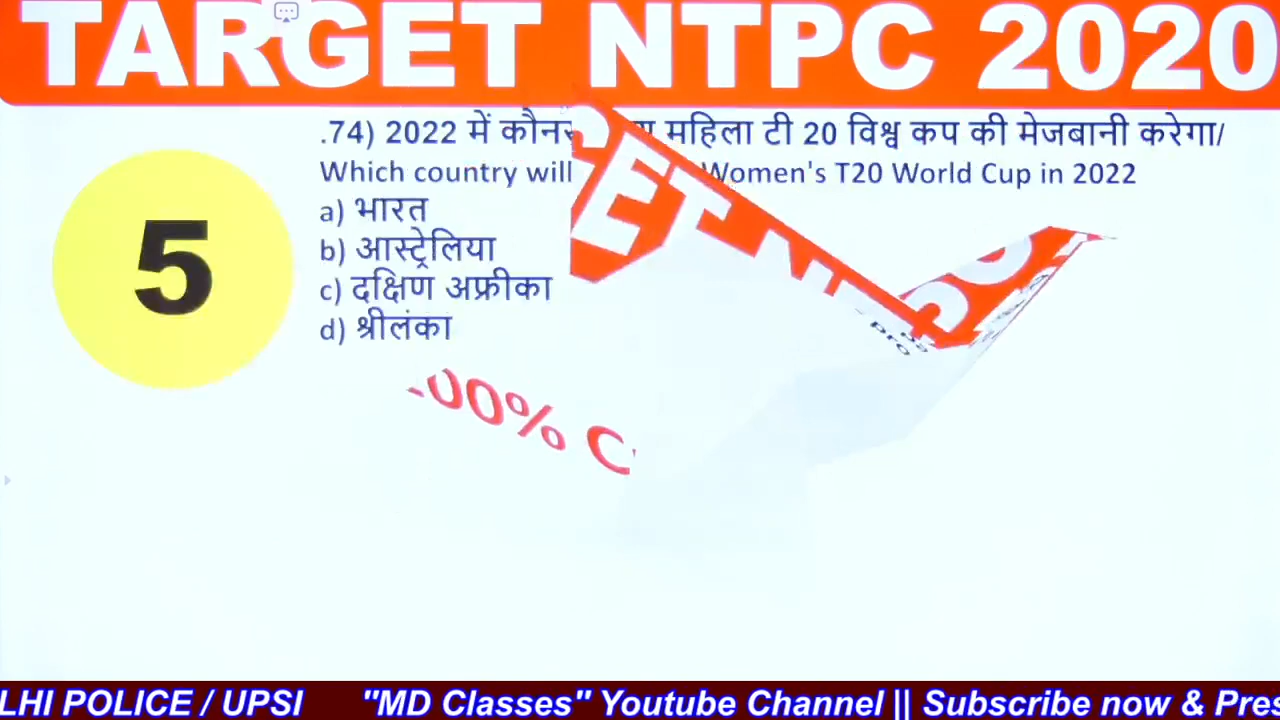 TARGET NTPC 2020
.74) 2022 में महिला टी 20 विश्व कप की मेजबानी करेगा/
Which country will Women's T20 World Cup in 2022
5
a) भारत
b) आस्ट्रेलिया
c) दक्षिण अफ्रीका
d) श्रीलंका
LHI POLICE / UPSI "MD Classes" Youtube Channel || Subscribe now & Pres